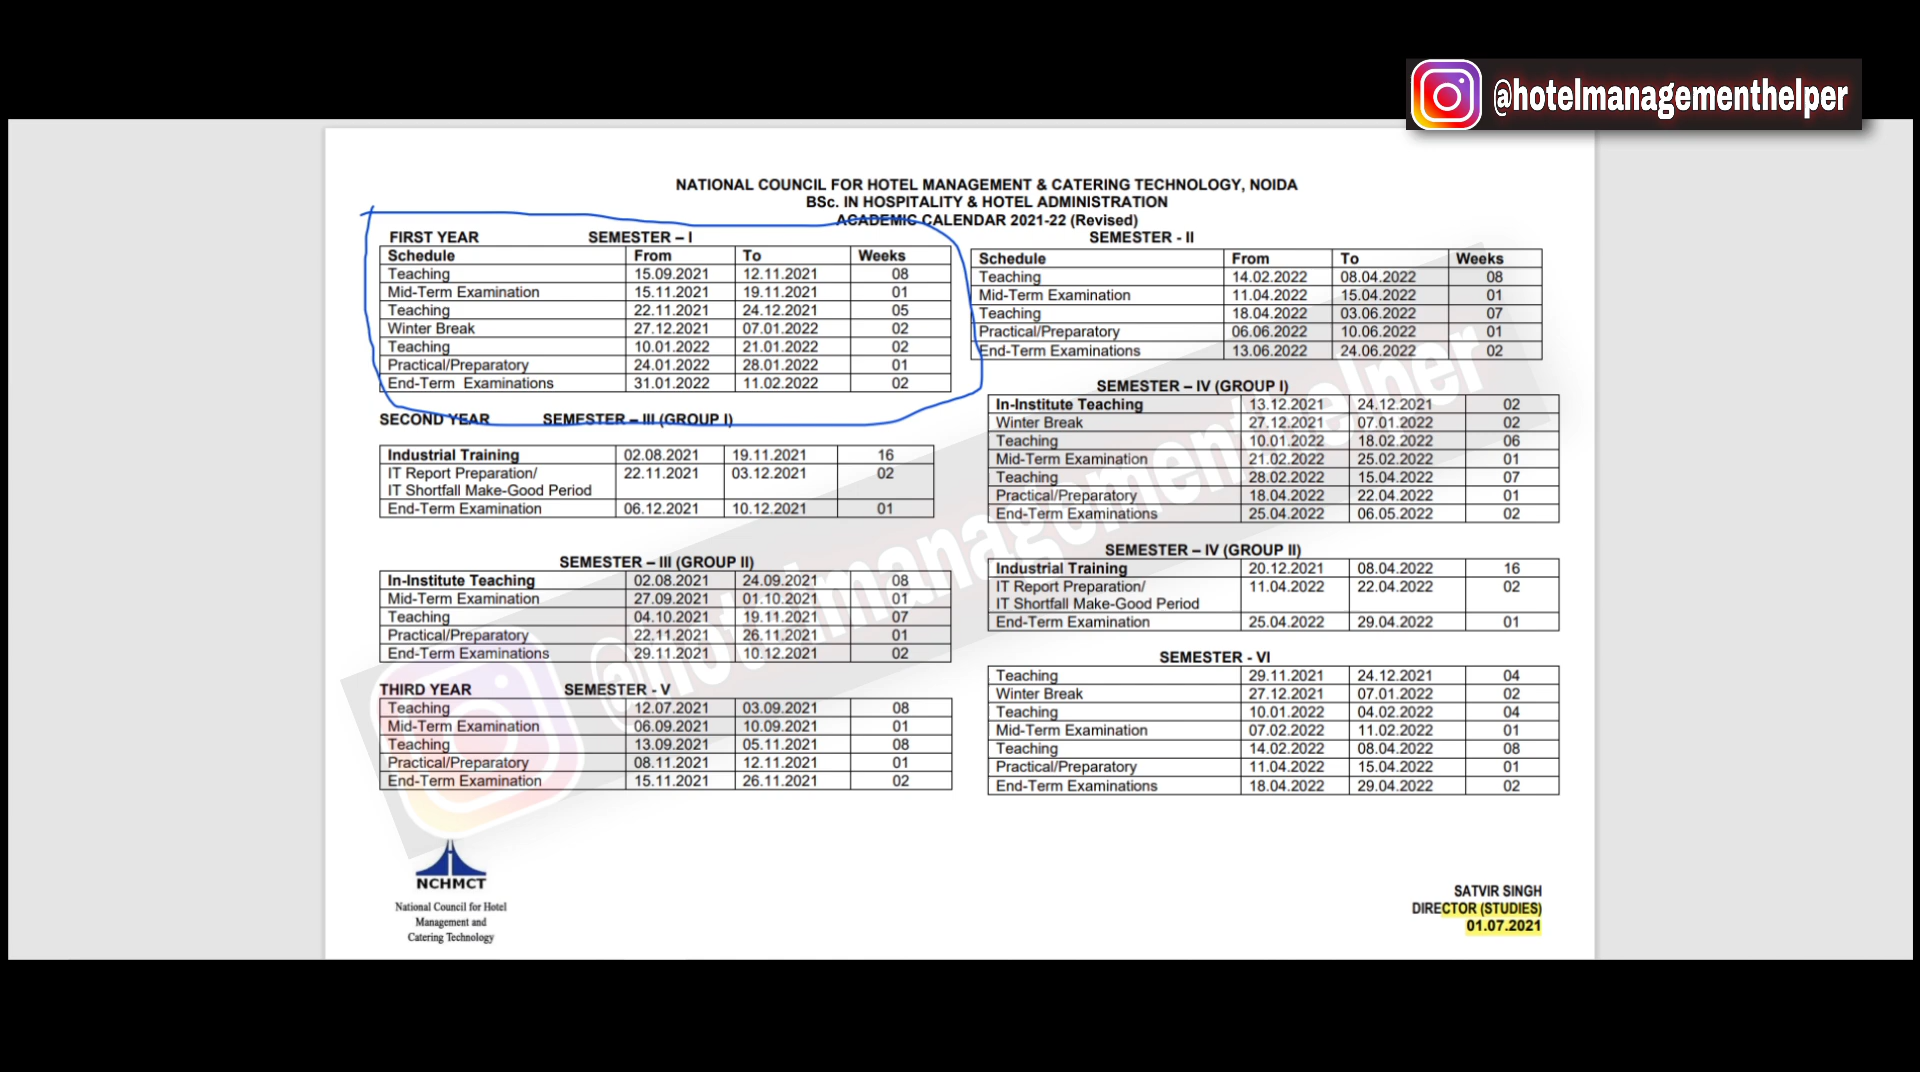 @hotelmanagementhelper
NATIONAL COUNCIL FOR HOTEL MANAGEMENT & CATERING TECHNOLOGY, NOIDA
BSc. IN HOSPITALITY & HOTEL ADMINISTRATION
ACADEMIC CALENDAR 2021-22 (Revised)
FIRST YEAR SEMESTER – I
Schedule From To Weeks
Teaching 15.09.2021 12.11.2021 08
Mid-Term Examination 15.11.2021 19.11.2021 01
Teaching 22.11.2021 24.12.2021 05
Winter Break 27.12.2021 07.01.2022 02
Teaching 10.01.2022 21.01.2022 02
Practical/Preparatory 24.01.2022 28.01.2022 01
End-Term Examinations 31.01.2022 11.02.2022 02
SEMESTER - II
Schedule From To Weeks
Teaching 14.02.2022 08.04.2022 08
Mid-Term Examination 11.04.2022 15.04.2022 01
Teaching 18.04.2022 03.06.2022 07
Practical/Preparatory 06.06.2022 10.06.2022 01
End-Term Examinations 13.06.2022 24.06.2022 02
SECOND YEAR SEMESTER – III (GROUP I)
Industrial Training 02.08.2021 19.11.2021 16
IT Report Preparation/ 22.11.2021 03.12.2021 02
IT Shortfall Make-Good Period
End-Term Examination 06.12.2021 10.12.2021 01
SEMESTER – IV (GROUP I)
In-Institute Teaching 13.12.2021 24.12.2021 02
Winter Break 27.12.2021 07.01.2022 02
Teaching 10.01.2022 18.02.2022 06
Mid-Term Examination 21.02.2022 25.02.2022 01
Teaching 28.02.2022 15.04.2022 07
Practical/Preparatory 18.04.2022 22.04.2022 01
End-Term Examinations 25.04.2022 06.05.2022 02
SEMESTER – III (GROUP II)
In-Institute Teaching 02.08.2021 24.09.2021 08
Mid-Term Examination 27.09.2021 01.10.2021 01
Teaching 04.10.2021 19.11.2021 07
Practical/Preparatory 22.11.2021 26.11.2021 01
End-Term Examinations 29.11.2021 10.12.2021 02
SEMESTER – IV (GROUP II)
Industrial Training 20.12.2021 08.04.2022 16
IT Report Preparation/ 11.04.2022 22.04.2022 02
IT Shortfall Make-Good Period
End-Term Examination 25.04.2022 29.04.2022 01
THIRD YEAR SEMESTER - V
Teaching 12.07.2021 03.09.2021 08
Mid-Term Examination 06.09.2021 10.09.2021 01
Teaching 13.09.2021 05.11.2021 08
Practical/Preparatory 08.11.2021 12.11.2021 01
End-Term Examination 15.11.2021 26.11.2021 02
SEMESTER - VI
Teaching 29.11.2021 24.12.2021 04
Winter Break 27.12.2021 07.01.2022 02
Teaching 10.01.2022 04.02.2022 04
Mid-Term Examination 07.02.2022 11.02.2022 01
Teaching 14.02.2022 08.04.2022 08
Practical/Preparatory 11.04.2022 15.04.2022 01
End-Term Examinations 18.04.2022 29.04.2022 02
@hotelmanagementhelper
NCHMCT
National Council for Hotel
Management and
Catering Technology
SATVIR SINGH
DIRECTOR (STUDIES)
01.07.2021